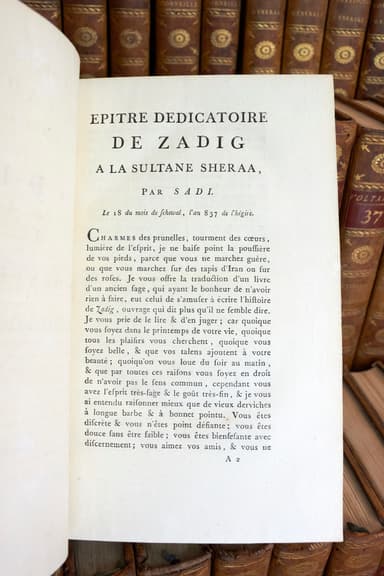 CORNEILLE
VOLTAIRE
37
EPITRE DEDICATOIRE
DE ZADIG
A LA SULTANE SHERAA,
PAR SADI.
Le 18 du mois de schewal, l'an 837 de l'hégire.
CHARMES des prunelles, tourment des cœurs,
lumière de l'esprit, je ne baise point la poussière
de vos pieds, parce que vous ne marchez guère,
ou que vous marchez sur des tapis d'Iran ou sur
des roses. Je vous offre la traduction d'un livre
d'un ancien sage, qui ayant le bonheur de n'avoir
rien à faire, eut celui de s'amuser à écrire l'histoire
de Zadig, ouvrage qui dit plus qu'il ne semble dire.
Je vous prie de le lire & d'en juger; car quoique
vous soyez dans le printemps de votre vie, quoique
tous les plaisirs vous cherchent, quoique vous
soyez belle, & que vos talens ajoutent à votre
beauté; quoiqu'on vous loue du soir au matin,
& que par toutes ces raisons vous soyez en droit
de n'avoir pas le sens commun, cependant vous
avez l'esprit très-sage & le goût très-fin, & je vous
ai entendu raisonner mieux que de vieux derviches
à longue barbe & à bonnet pointu. Vous êtes
discrète & vous n'êtes point défiante; vous êtes
douce sans être faible; vous êtes bienfesante avec
discernement; vous aimez vos amis, & vous ne
A 2